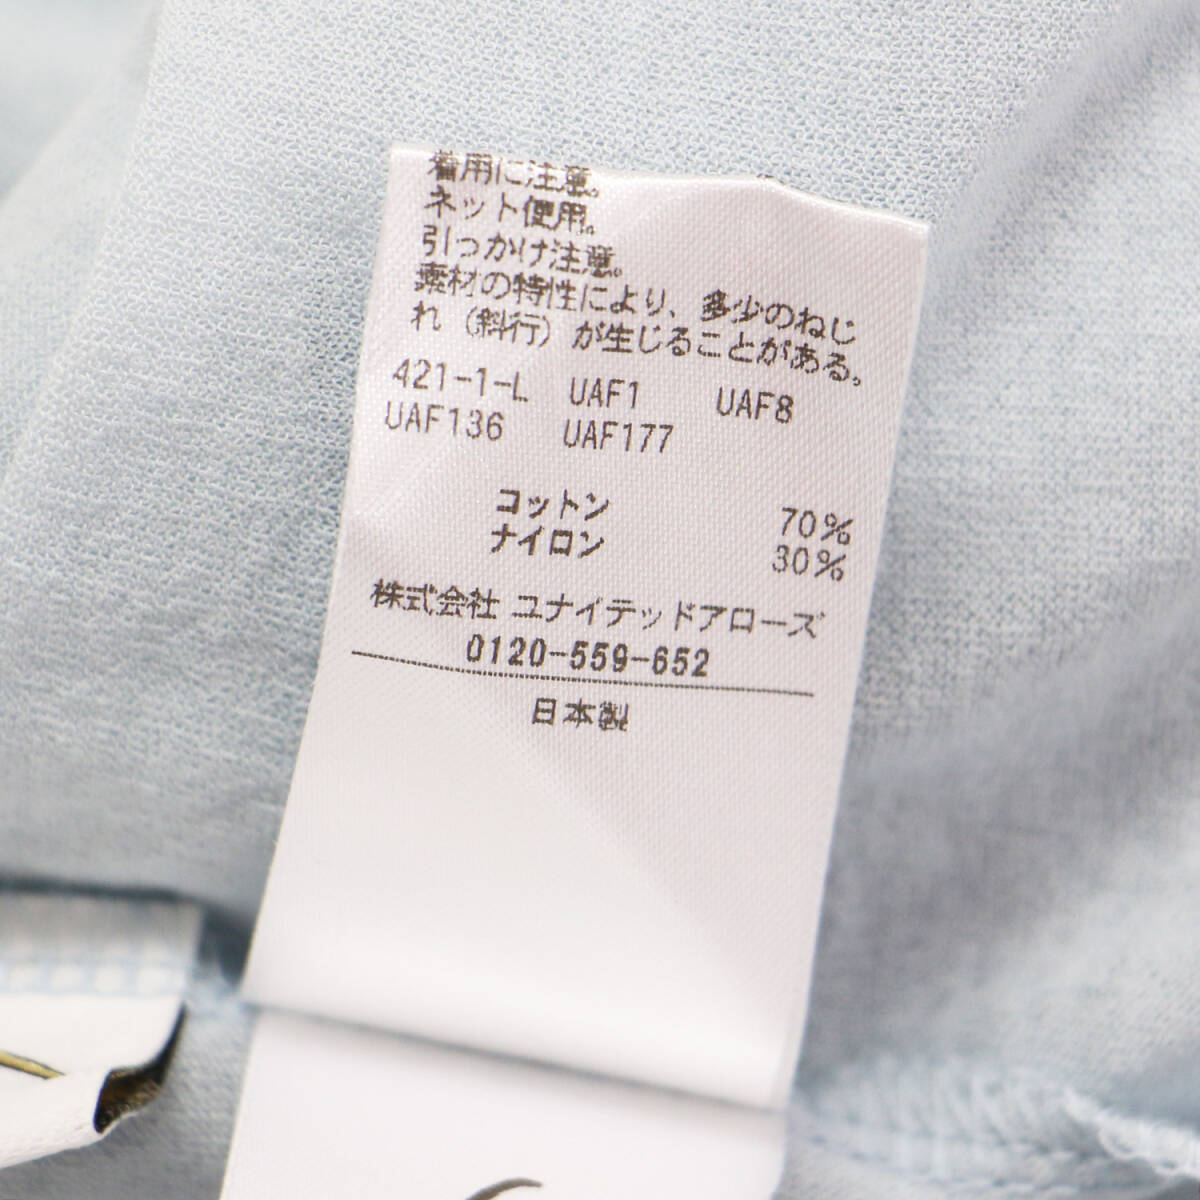 着用に注意。
ネット使用。
引っかけ注意。
素材の特性により、多少のねじ
れ（斜行）が生じることがある。
421-1-L UAF1 UAF8
UAF136 UAF177
コットン 70%
ナイロン 30%
株式会社 ユナイテッドアローズ
0120-559-652
日本製